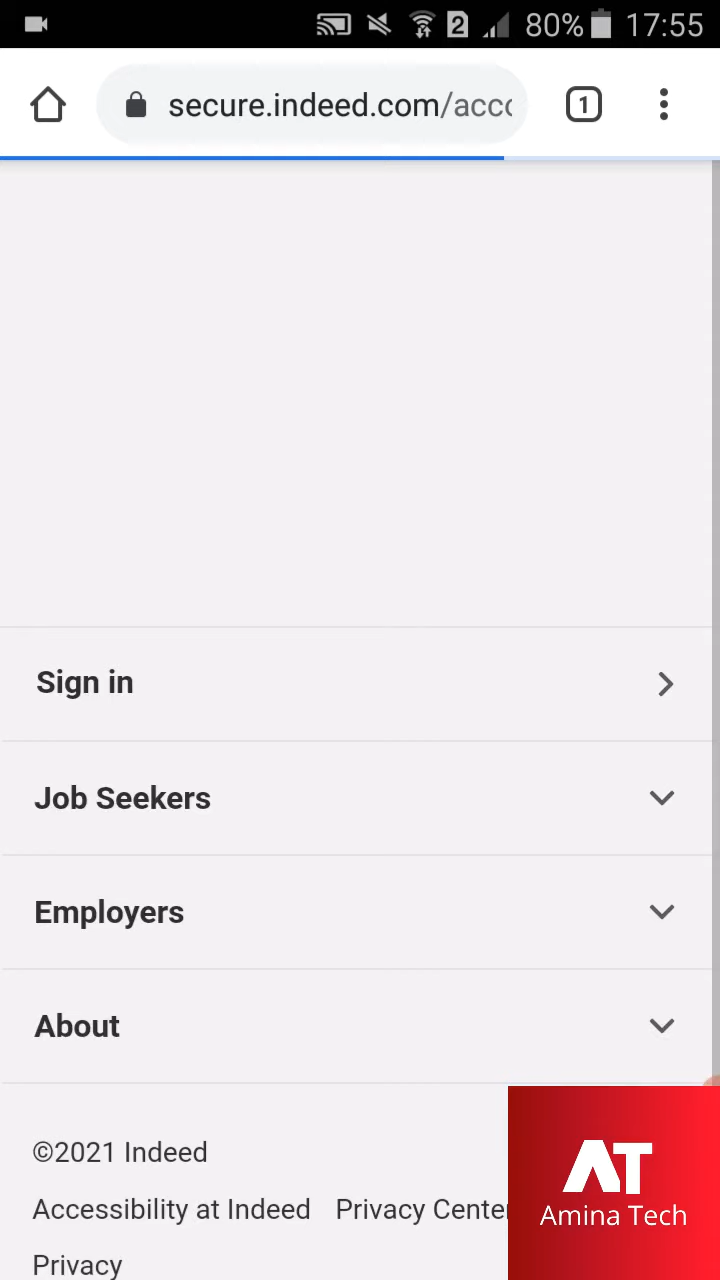 2 80% 17:55
secure.indeed.com/acc
1
Sign in
Job Seekers
Employers
About
©2021 Indeed
Accessibility at Indeed Privacy Cente
AT
Amina Tech
Privacy